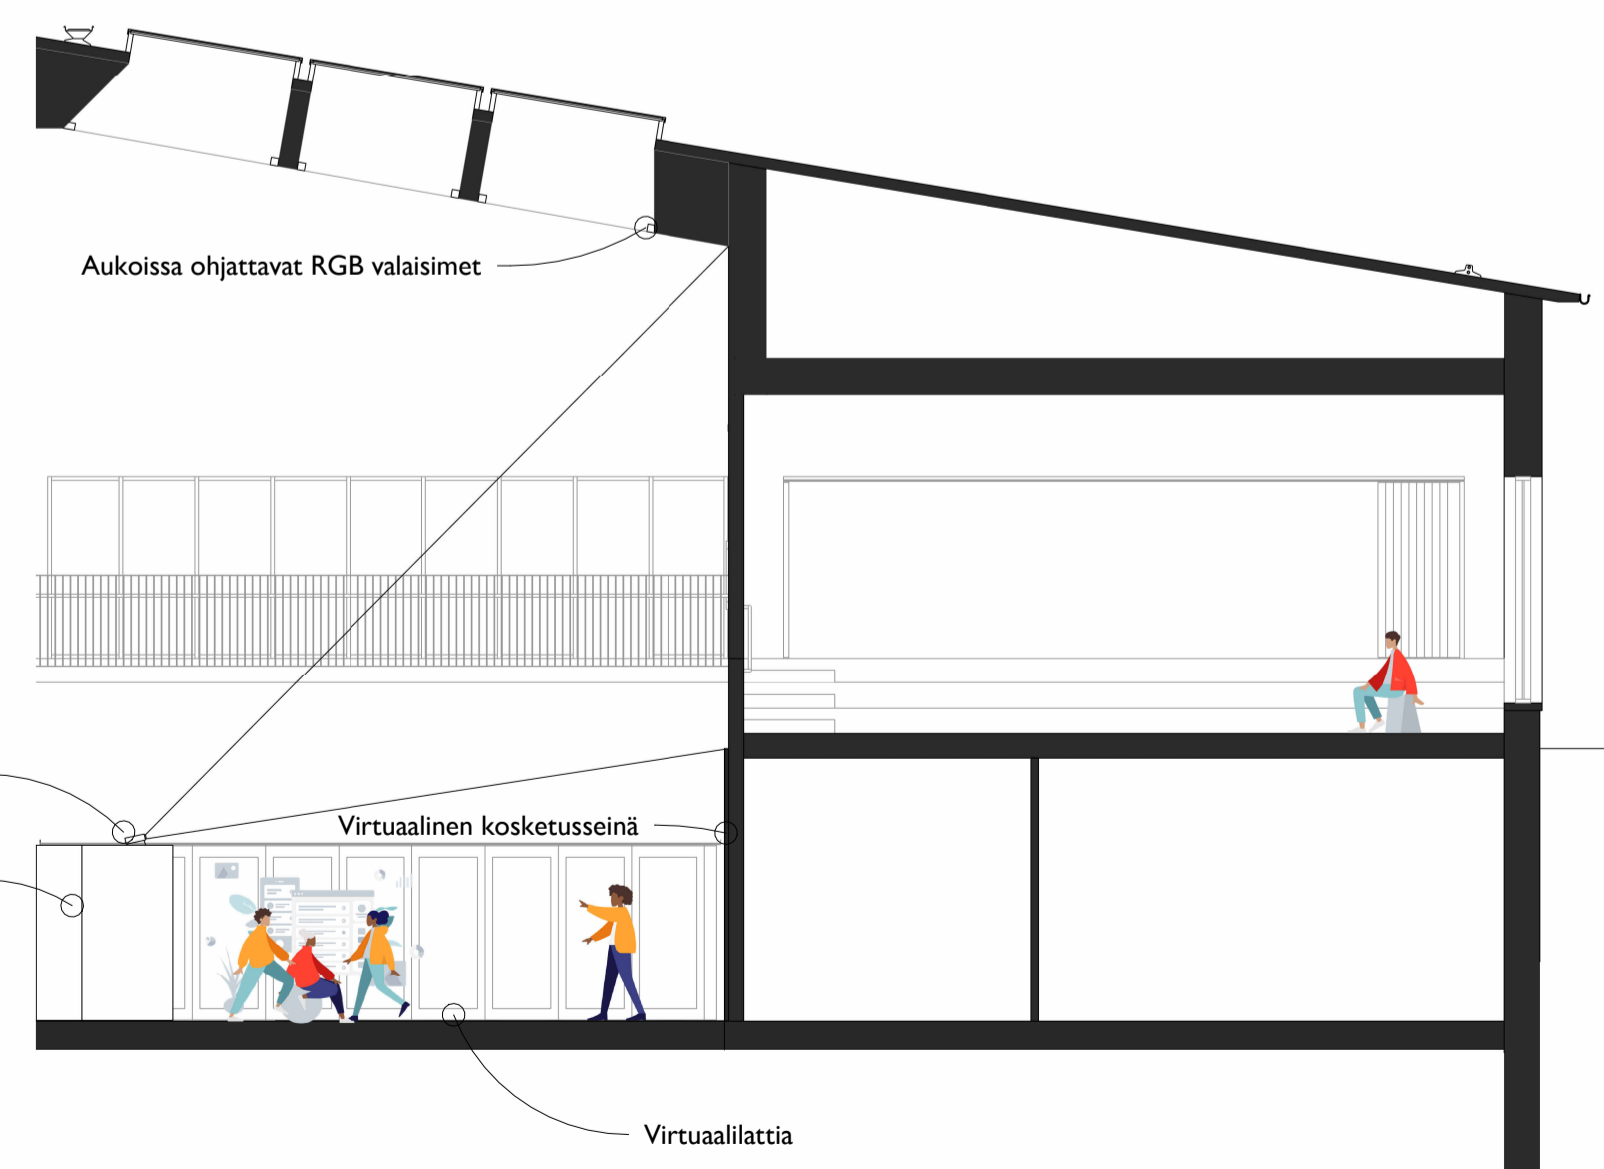 Aukoissa ohjattavat RGB valaisimet
Virtuaalinen kosketusseinä
Virtuaalilattia